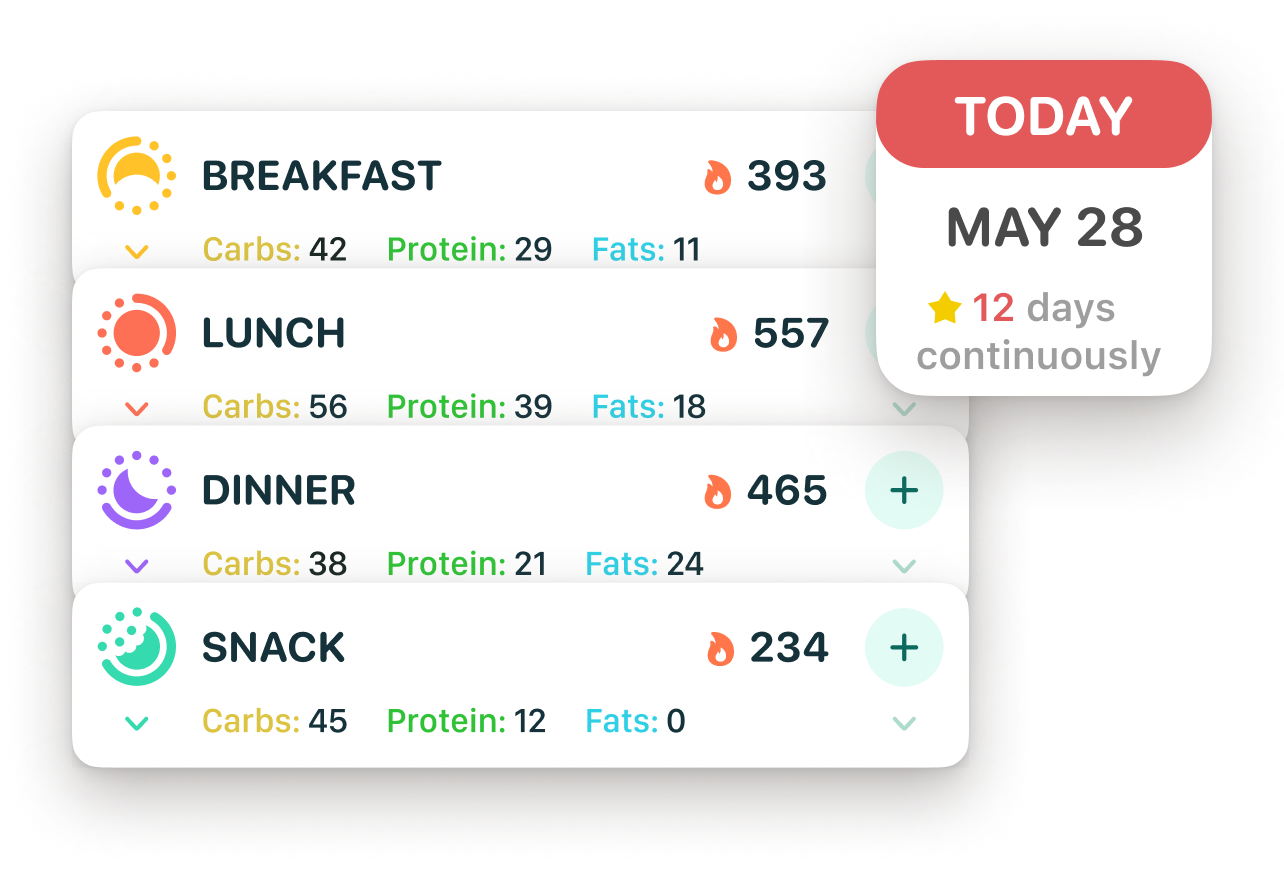 TODAY
MAY 28
12 days
continuously
BREAKFAST 393
Carbs: 42 Protein: 29 Fats: 11
LUNCH 557
Carbs: 56 Protein: 39 Fats: 18
DINNER 465
Carbs: 38 Protein: 21 Fats: 24
SNACK 234
Carbs: 45 Protein: 12 Fats: 0